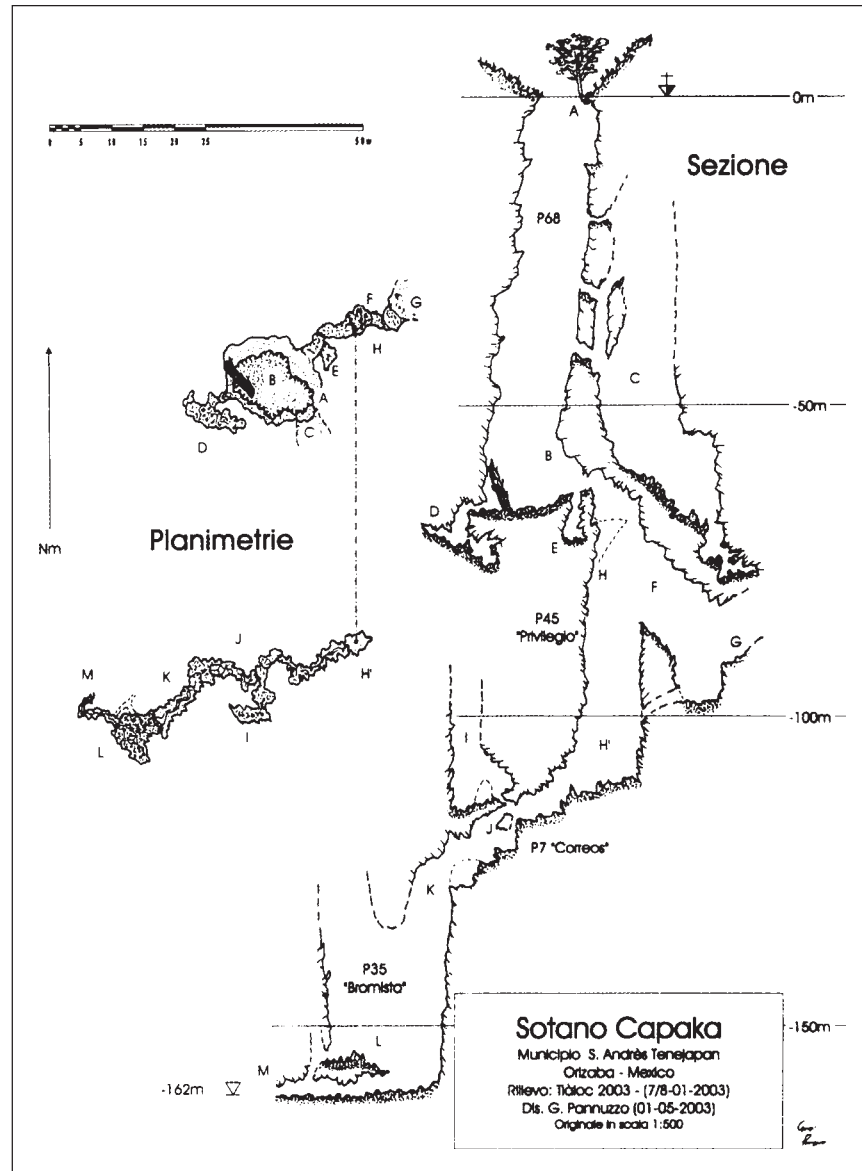 A
0m
0 5 10 15 20 25 50 m
Sezione
P68
F
G
H
E
B
A
C
D
C
-50m
B
D
E
Nm
Planimetrie
H
F
P45
"Privilegio"
G
J
M
K
H'
L
I
-100m
I
H'
J
P7 "Correos"
K
P35
"Bromista"
L
M
-150m
-162m
Sotano Capaka
Municipio S. Andrès Tenejapan
Orizaba - Mexico
Rilievo: Tlàloc 2003 - (7/8-01-2003)
Dis. G. Pannuzzo (01-05-2003)
Originale in scala 1:500